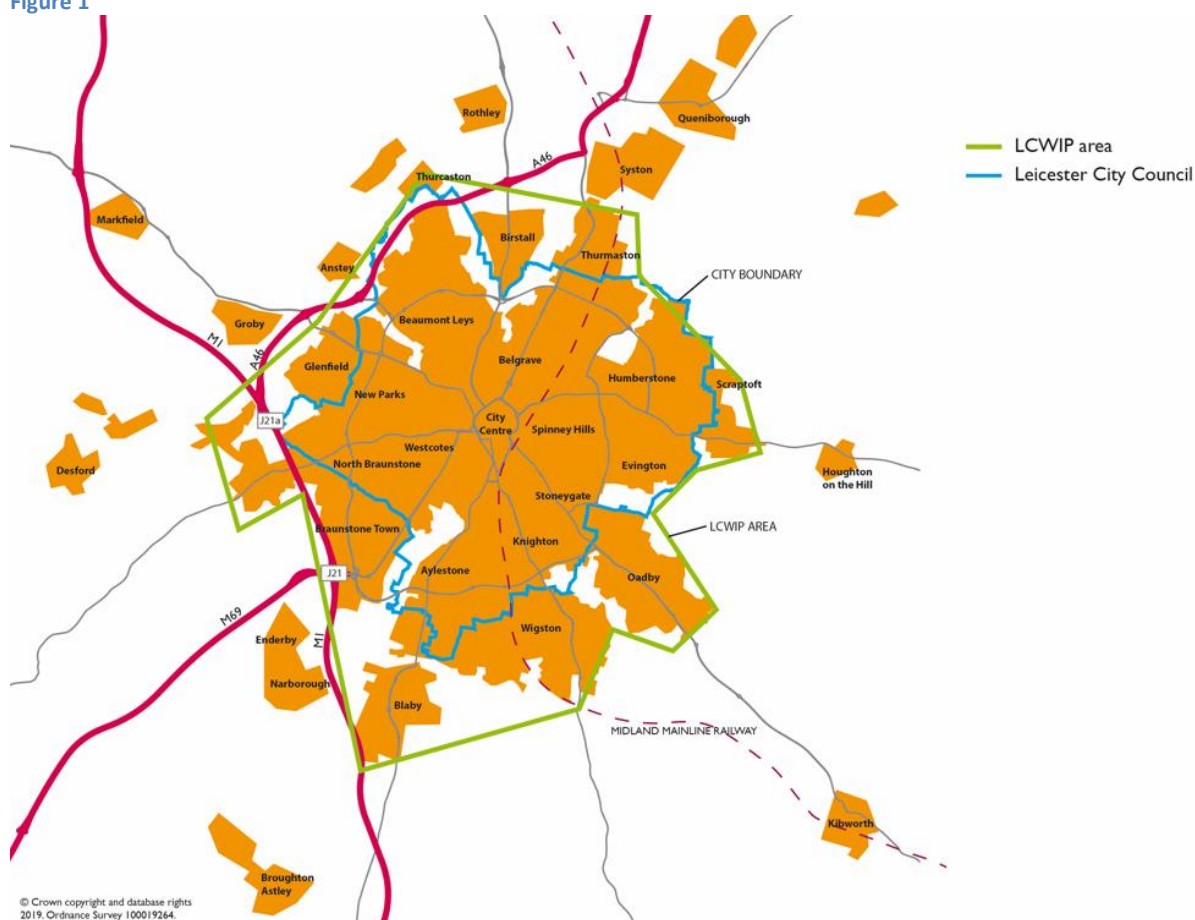 Figure 1
Rothley
Queniborough
A46
Syston
Thurcaston
Markfield
Birstall
Thurmaston
Anstey
CITY BOUNDARY
Groby
Beaumont Leys
M1
A46
Glenfield
Belgrave
Humberstone
Scraptoft
New Parks
J21a
City
Centre
Spinney Hills
Westcotes
Desford
North Braunstone
Evington
Houghton
on the Hill
Stoneygate
Braunstone Town
Knighton
LCWIP AREA
Aylestone
J21
Oadby
M69
Enderby
M1
Wigston
Narborough
Blaby
MIDLAND MAINLINE RAILWAY
Kibworth
Broughton
Astley
LCWIP area
Leicester City Council
© Crown copyright and database rights
2019. Ordnance Survey 100019264.